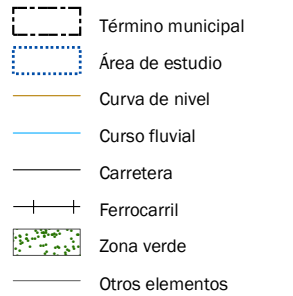 Término municipal
Área de estudio
Curva de nivel
Curso fluvial
Carretera
Ferrocarril
Zona verde
Otros elementos